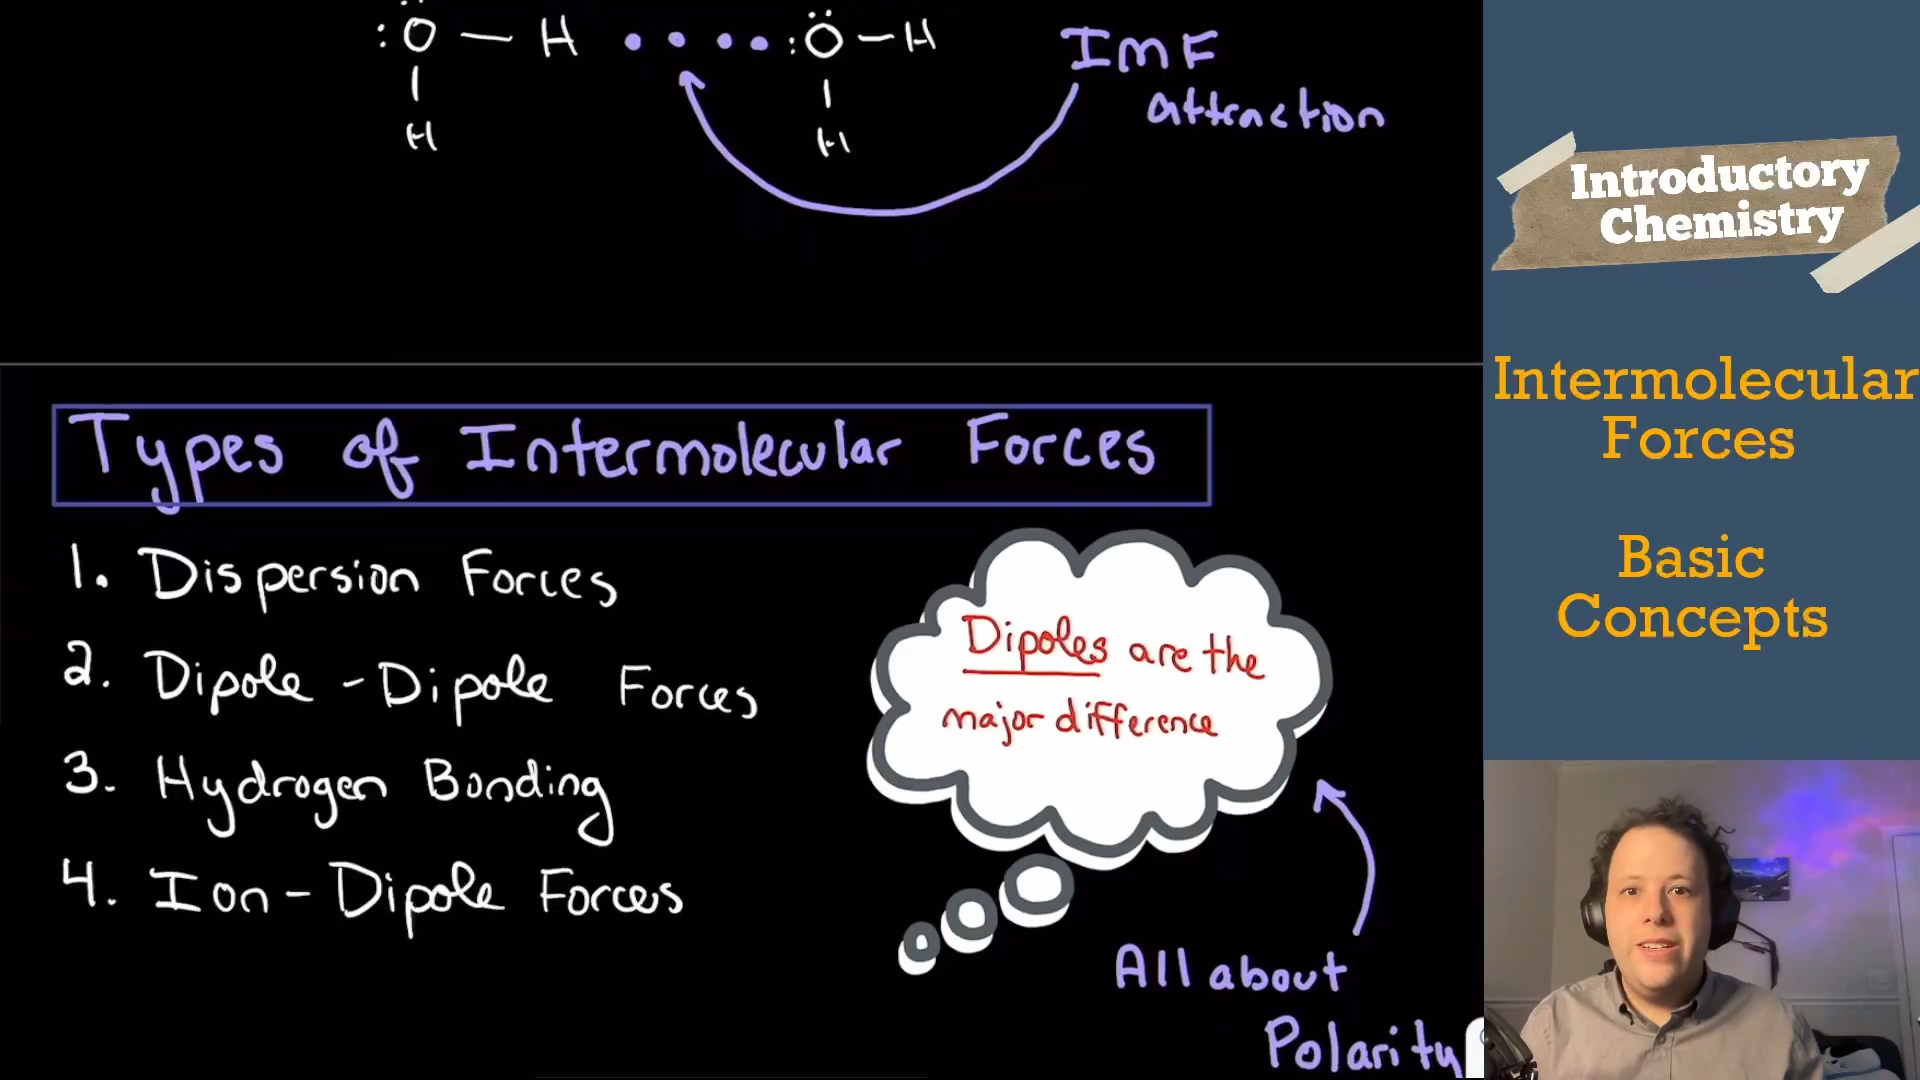 :Ö — H • • • • :Ö — H
| |
H H
IMF
attraction
Types of Intermolecular Forces
1. Dispersion Forces
2. Dipole - Dipole Forces
3. Hydrogen Bonding
4. Ion - Dipole Forces
Dipoles are the
major difference
All about
Polarity
Introductory
Chemistry
Intermolecular
Forces
Basic
Concepts